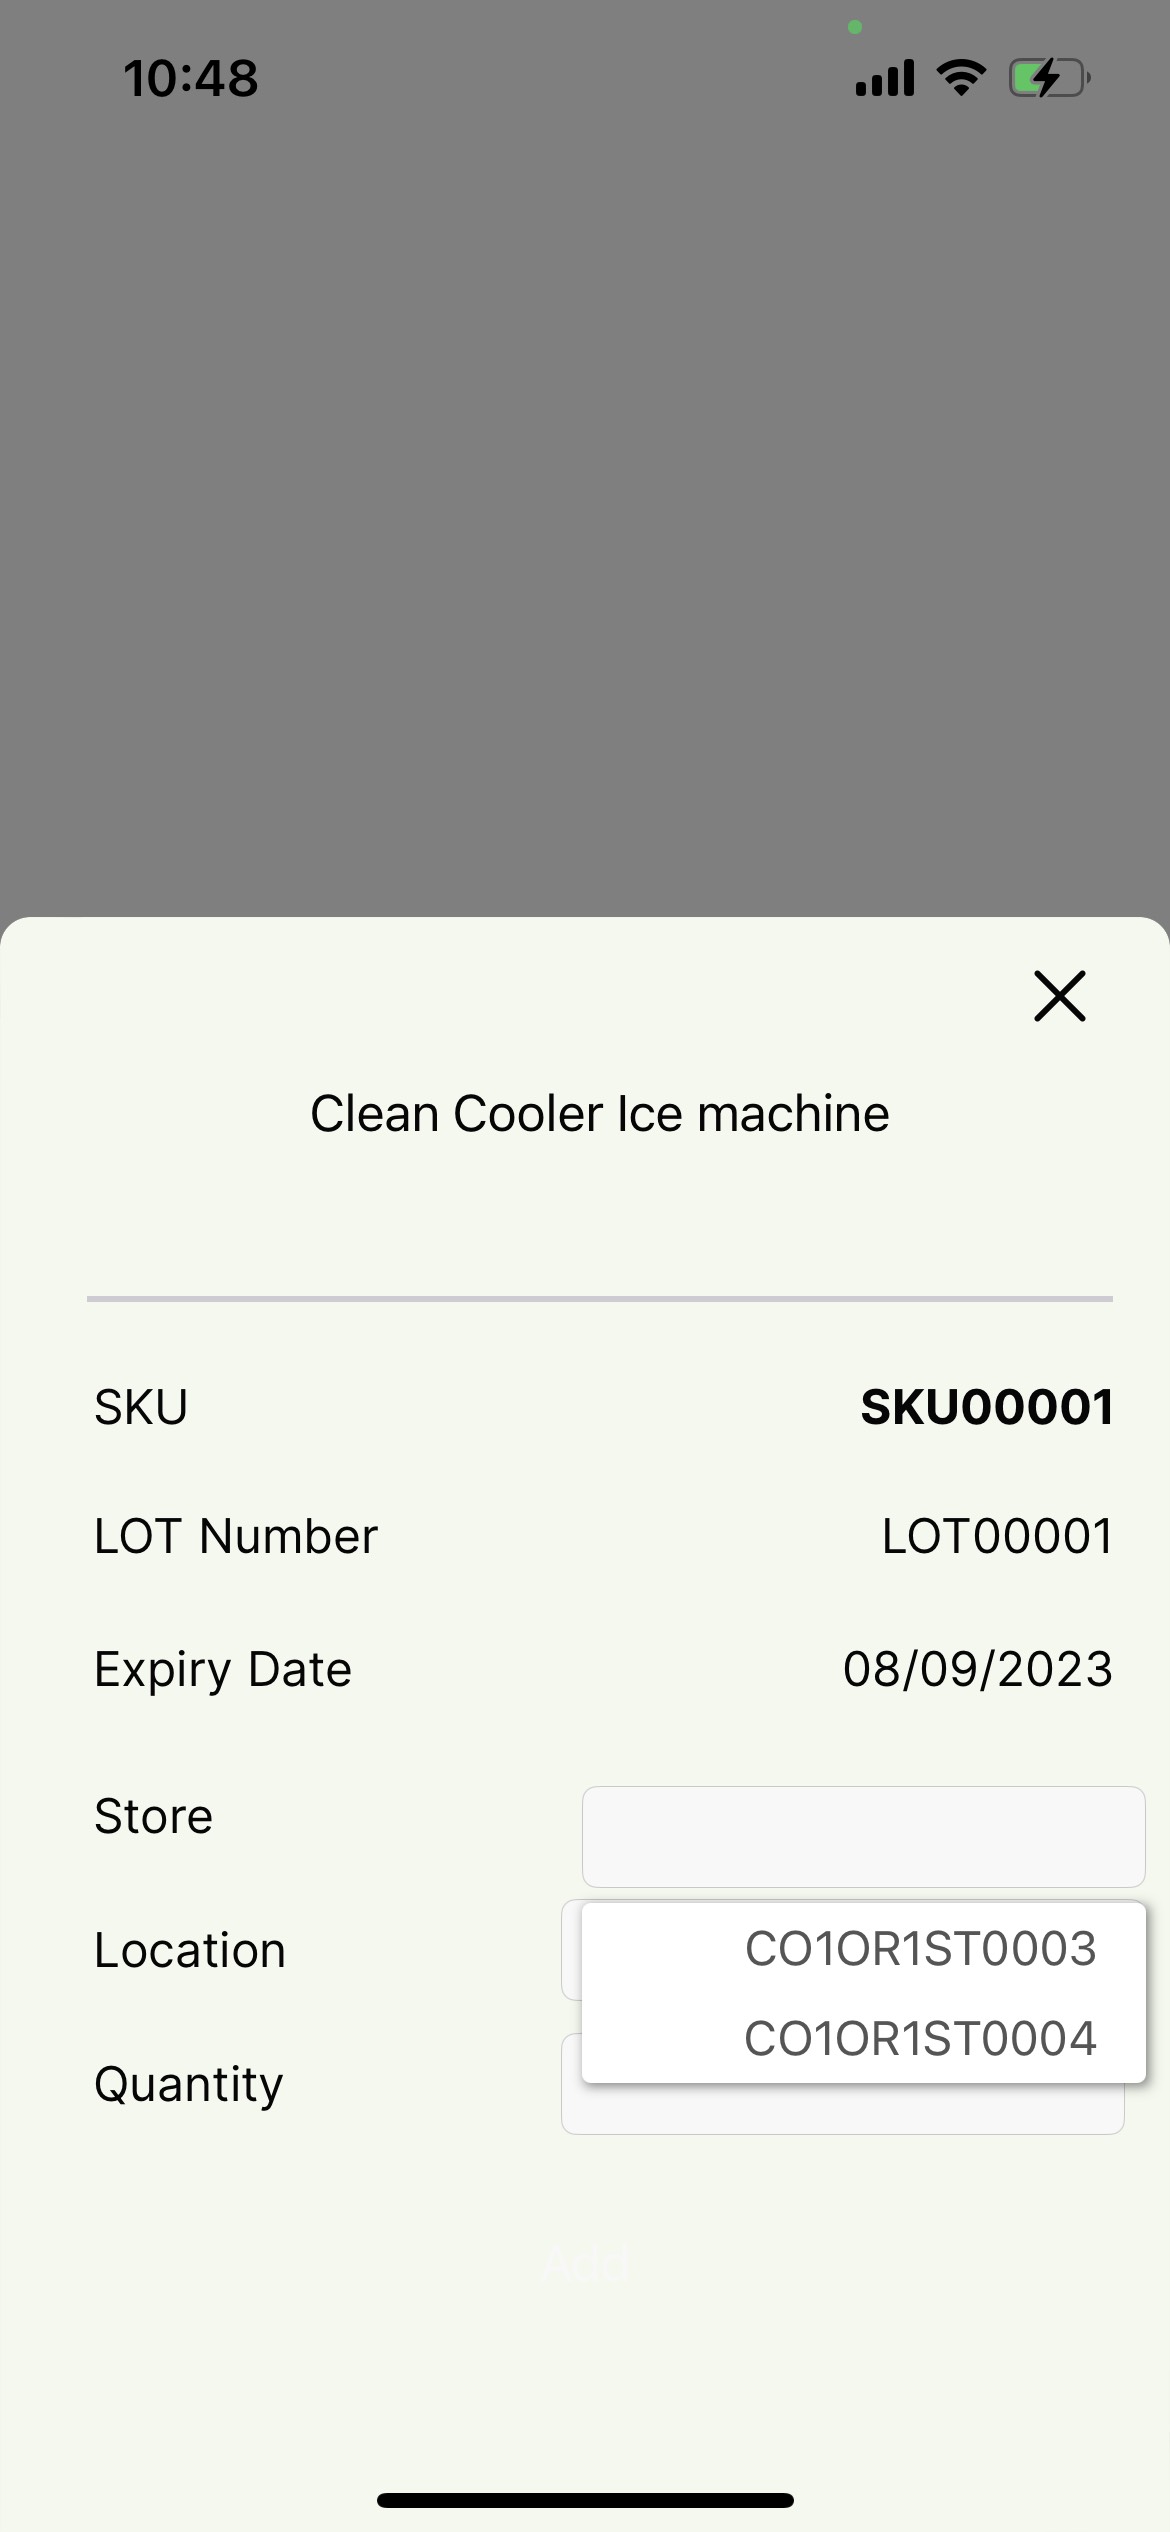 10:48
Clean Cooler Ice machine
SKU SKU00001
LOT Number LOT00001
Expiry Date 08/09/2023
Store
Location CO1OR1ST0003
CO1OR1ST0004
Quantity
Add